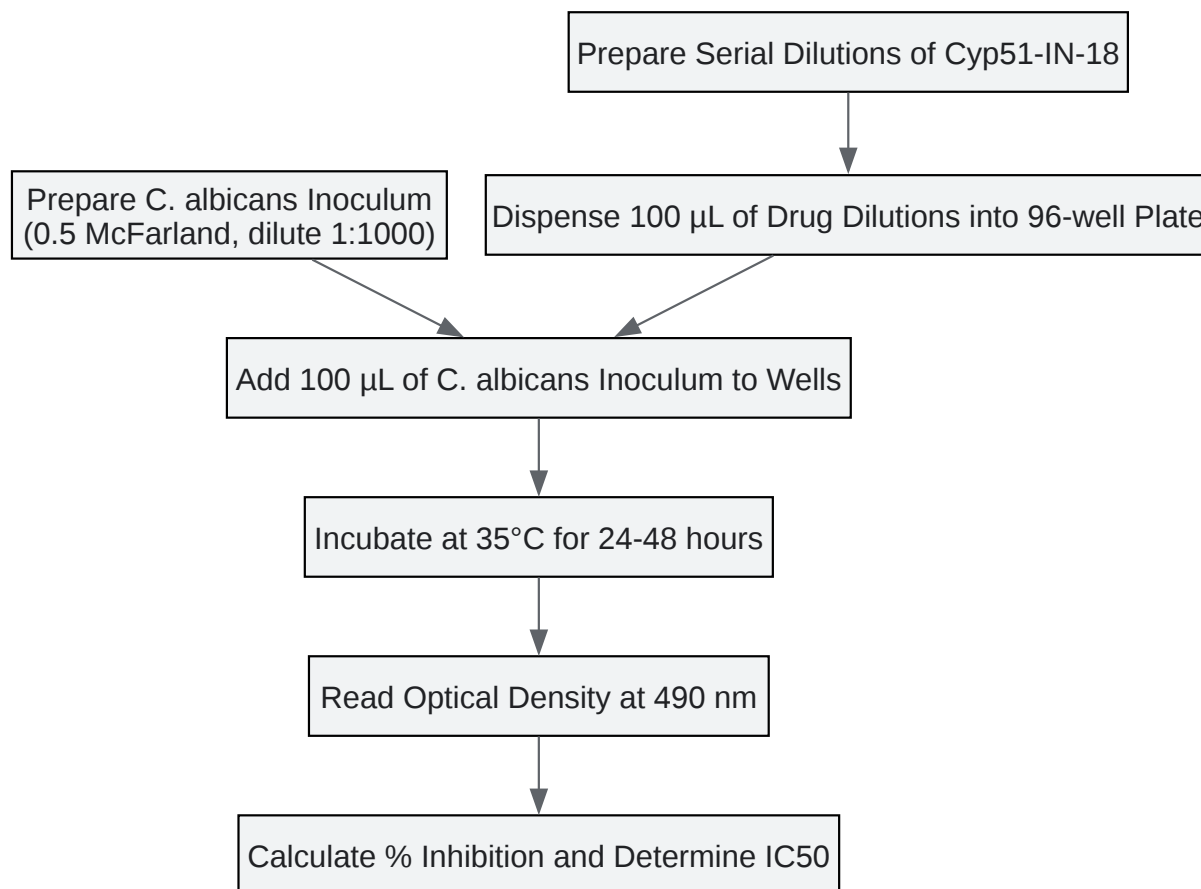 Prepare Serial Dilutions of Cyp51-IN-18
Prepare C. albicans Inoculum
(0.5 McFarland, dilute 1:1000)
Dispense 100 µL of Drug Dilutions into 96-well Plate
Add 100 µL of C. albicans Inoculum to Wells
Incubate at 35°C for 24-48 hours
Read Optical Density at 490 nm
Calculate % Inhibition and Determine IC50